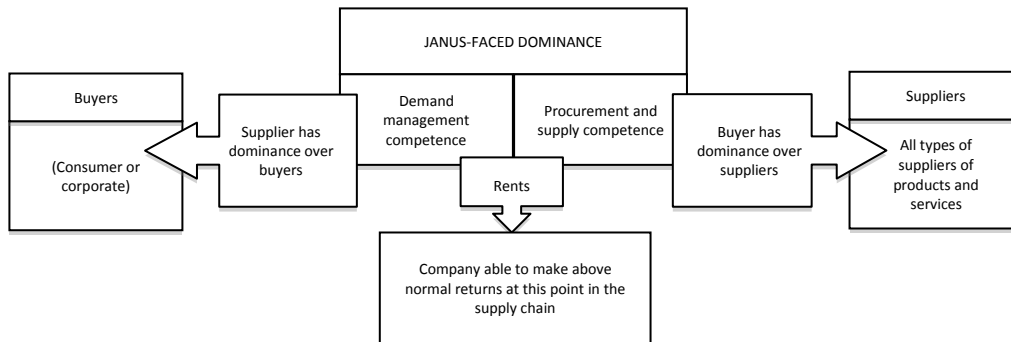 JANUS-FACED DOMINANCE
Buyers
(Consumer or
corporate)
Supplier has
dominance over
buyers
Demand
management
competence
Procurement and
supply competence
Rents
Buyer has
dominance over
suppliers
Suppliers
All types of
suppliers of
products and
services
Company able to make above
normal returns at this point in the
supply chain